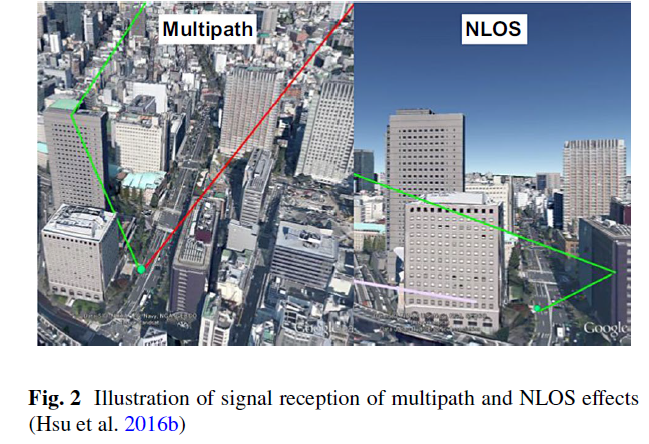 Multipath
NLOS
Google
Google
Fig. 2 Illustration of signal reception of multipath and NLOS effects
(Hsu et al. 2016b)